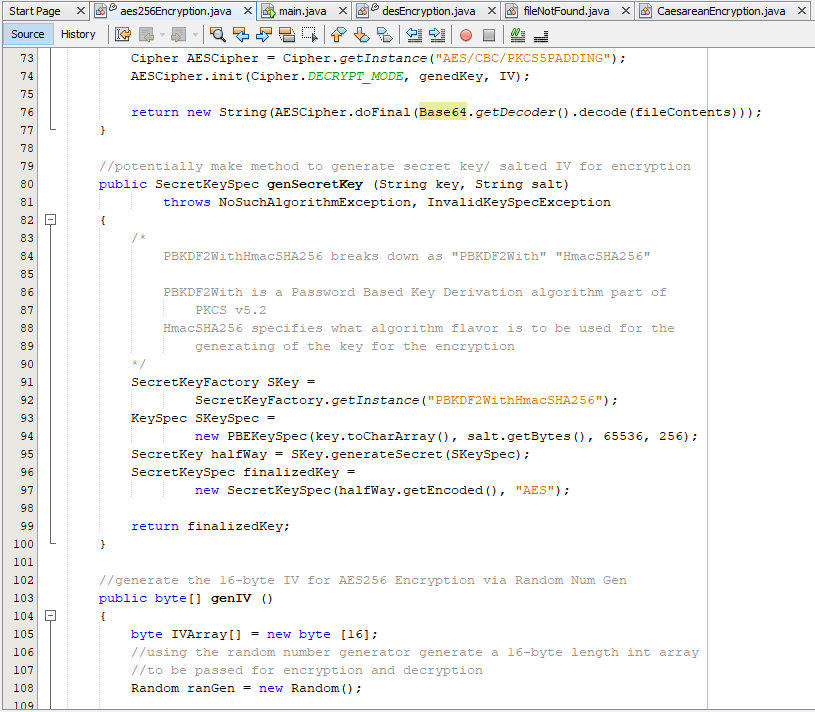 Start Page aes256Encryption.java main.java desEncryption.java fileNotFound.java CaesareanEncryption.java
Source History
73 Cipher AESCipher = Cipher.getInstance("AES/CBC/PKCS5PADDING");
74 AESCipher.init(Cipher.DECRYPT_MODE, genedKey, IV);
75
76 return new String(AESCipher.doFinal(Base64.getDecoder().decode(fileContents)));
77 }
78
79 //potentially make method to generate secret key/ salted IV for encryption
80 public SecretKeySpec genSecretKey (String key, String salt)
81 throws NoSuchAlgorithmException, InvalidKeySpecException
82 {
83 /*
84 PBKDF2WithHmacSHA256 breaks down as "PBKDF2With" "HmacSHA256"
85
86 PBKDF2With is a Password Based Key Derivation algorithm part of
87 PKCS v5.2
88 HmacSHA256 specifies what algorithm flavor is to be used for the
89 generating of the key for the encryption
90 */
91 SecretKeyFactory SKey =
92 SecretKeyFactory.getInstance("PBKDF2WithHmacSHA256");
93 KeySpec SKeySpec =
94 new PBEKeySpec(key.toCharArray(), salt.getBytes(), 65536, 256);
95 SecretKey halfWay = SKey.generateSecret(SKeySpec);
96 SecretKeySpec finalizedKey =
97 new SecretKeySpec(halfWay.getEncoded(), "AES");
98
99 return finalizedKey;
100 }
101
102 //generate the 16-byte IV for AES256 Encryption via Random Num Gen
103 public byte[] genIV ()
104 {
105 byte IVArray[] = new byte [16];
106 //using the random number generator generate a 16-byte length int array
107 //to be passed for encryption and decryption
108 Random ranGen = new Random();
109